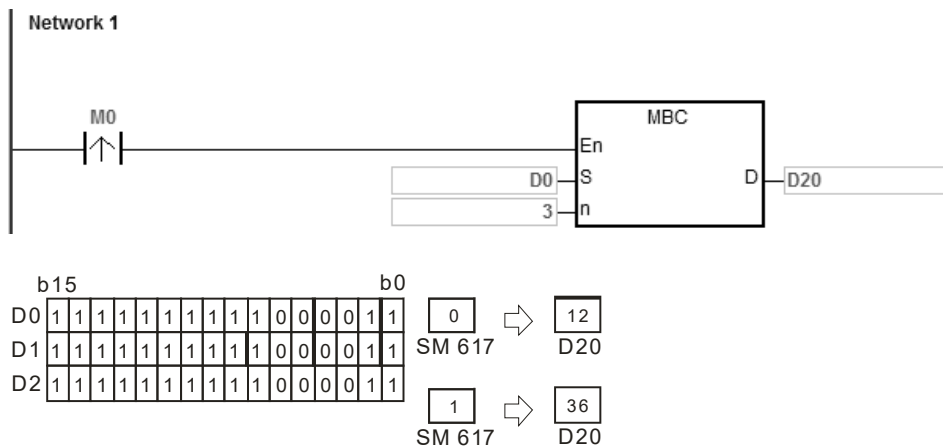 Network 1
M0
MBC
En
D0 S D D20
3 n
b15 b0
D0 1 1 1 1 1 1 1 1 1 1 0 0 0 0 1 1 0 12
SM 617 D20
D1 1 1 1 1 1 1 1 1 1 1 0 0 0 0 1 1
D2 1 1 1 1 1 1 1 1 1 1 0 0 0 0 1 1
1 36
SM 617 D20